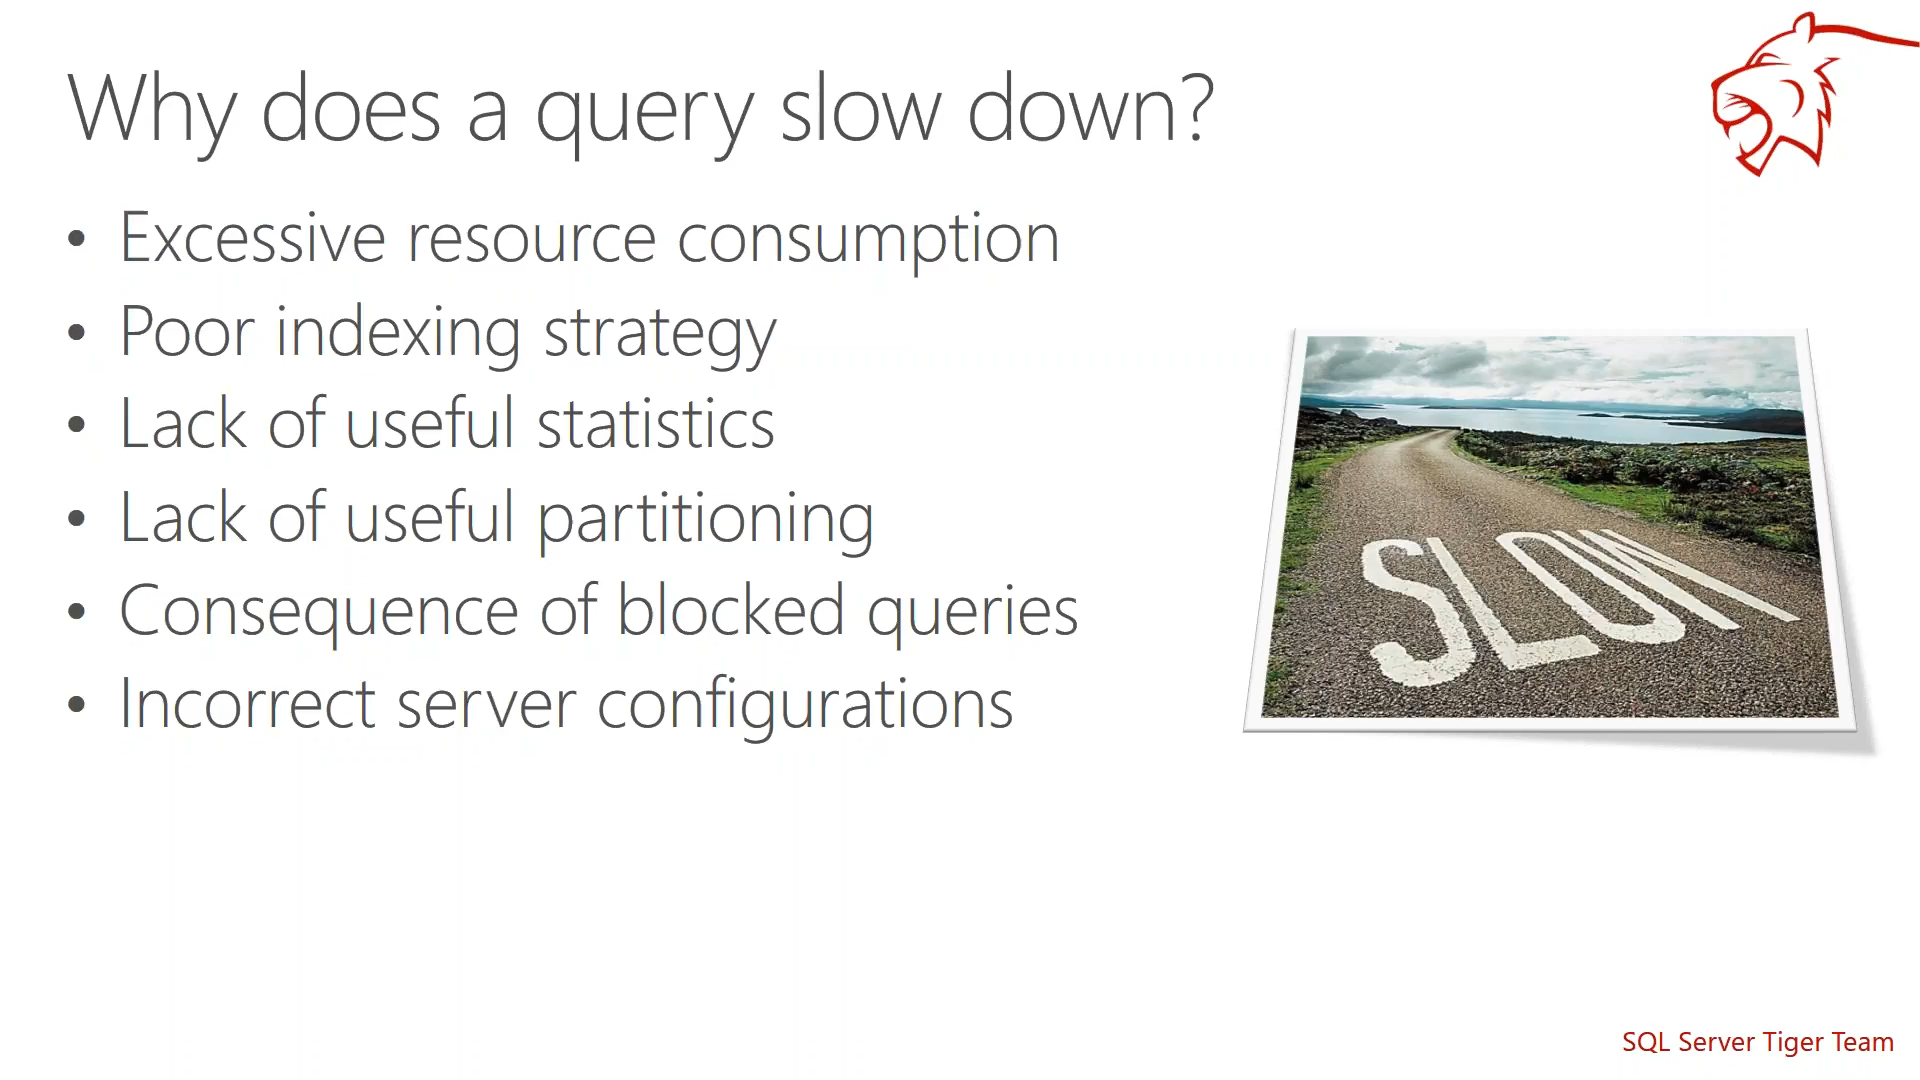 Why does a query slow down?
• Excessive resource consumption
• Poor indexing strategy
• Lack of useful statistics
• Lack of useful partitioning
• Consequence of blocked queries
• Incorrect server configurations
SLOW
SQL Server Tiger Team